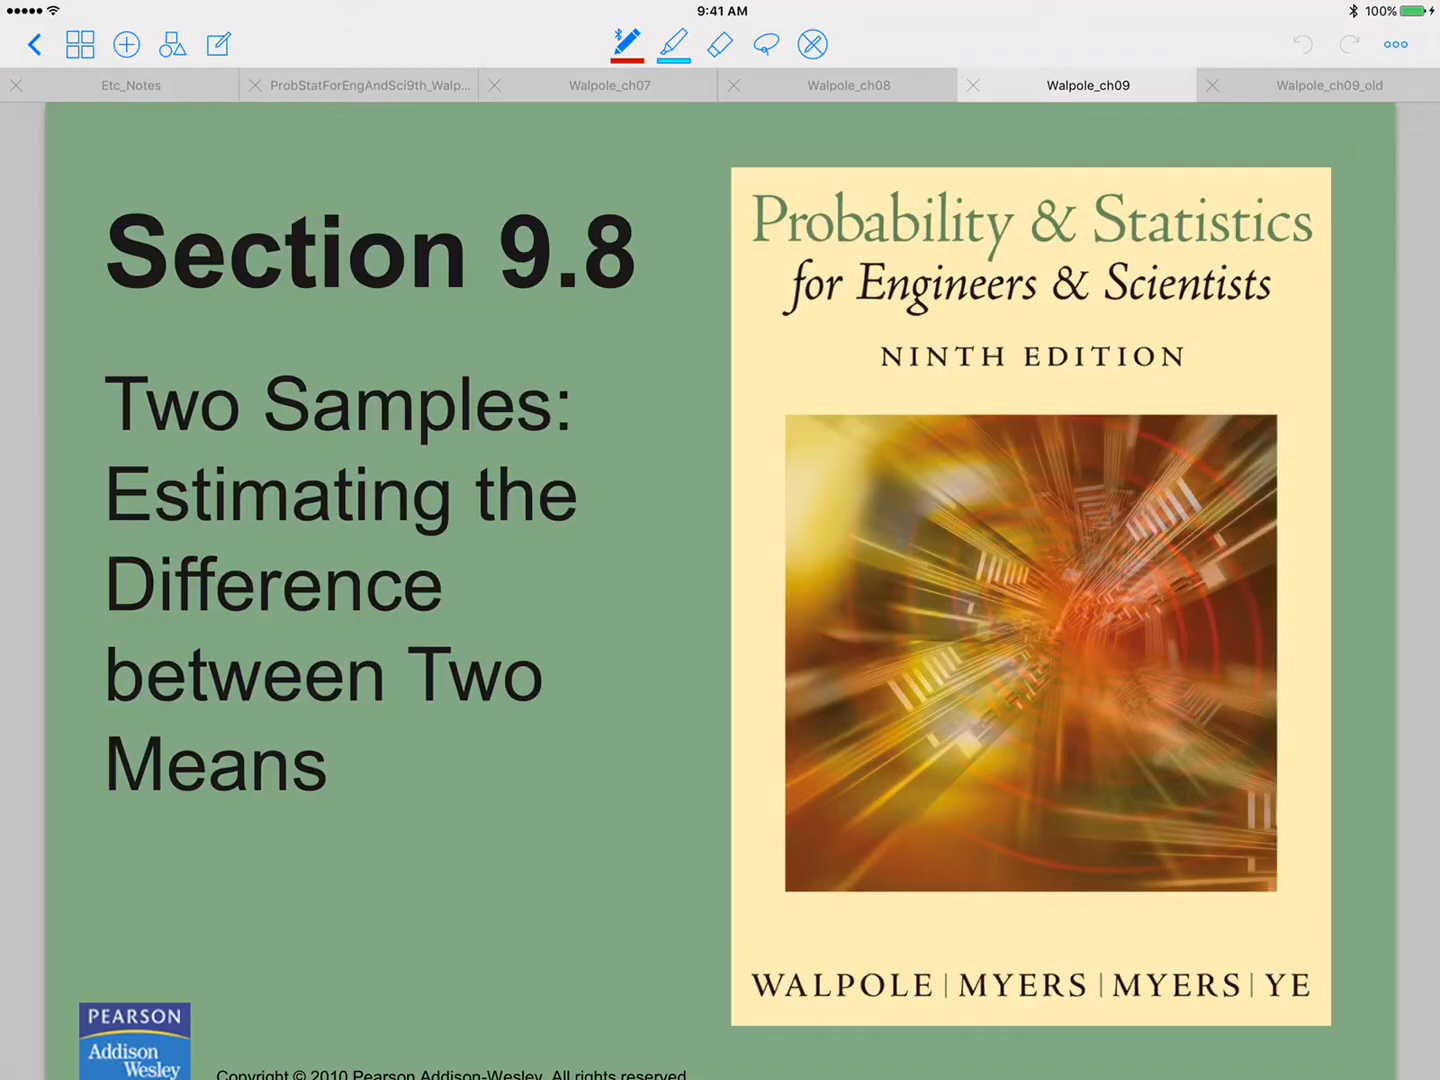 9:41 AM
100%
Etc_Notes
ProbStatForEngAndSci9th_Walp...
Walpole_ch07
Walpole_ch08
Walpole_ch09
Walpole_ch09_old
Section 9.8
Two Samples:
Estimating the
Difference
between Two
Means
Probability & Statistics
for Engineers & Scientists
NINTH EDITION
WALPOLE | MYERS | MYERS | YE
PEARSON
Addison
Wesley
Copyright © 2010 Pearson Addison-Wesley. All rights reserved